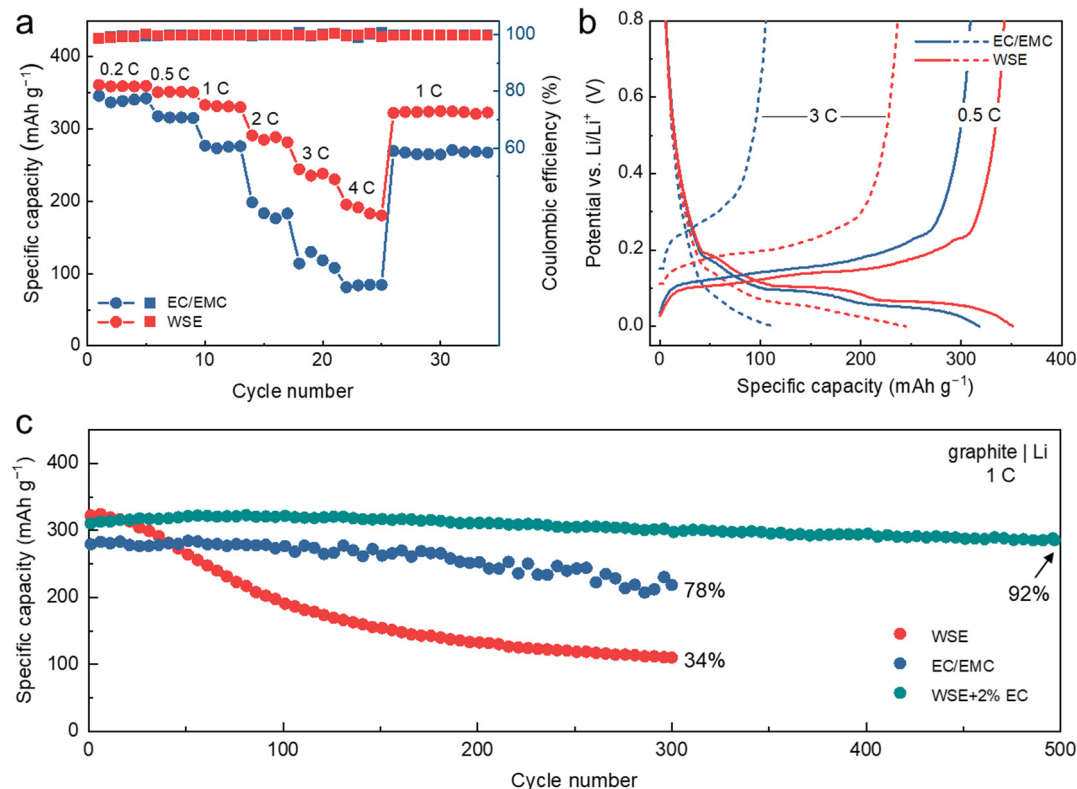 a
Specific capacity (mAh g⁻¹)
400
300
200
100
0
0.2 C
0.5 C
1 C
2 C
3 C
4 C
1 C
EC/EMC
WSE
0
10
20
30
Cycle number
100
80
60
Coulombic efficiency (%)
b
Potential vs. Li/Li⁺ (V)
0.8
0.6
0.4
0.2
0.0
EC/EMC
WSE
3 C
0.5 C
0
100
200
300
400
Specific capacity (mAh g⁻¹)
c
Specific capacity (mAh g⁻¹)
400
300
200
100
0
graphite | Li
1 C
78%
92%
34%
WSE
EC/EMC
WSE+2% EC
0
100
200
300
400
500
Cycle number